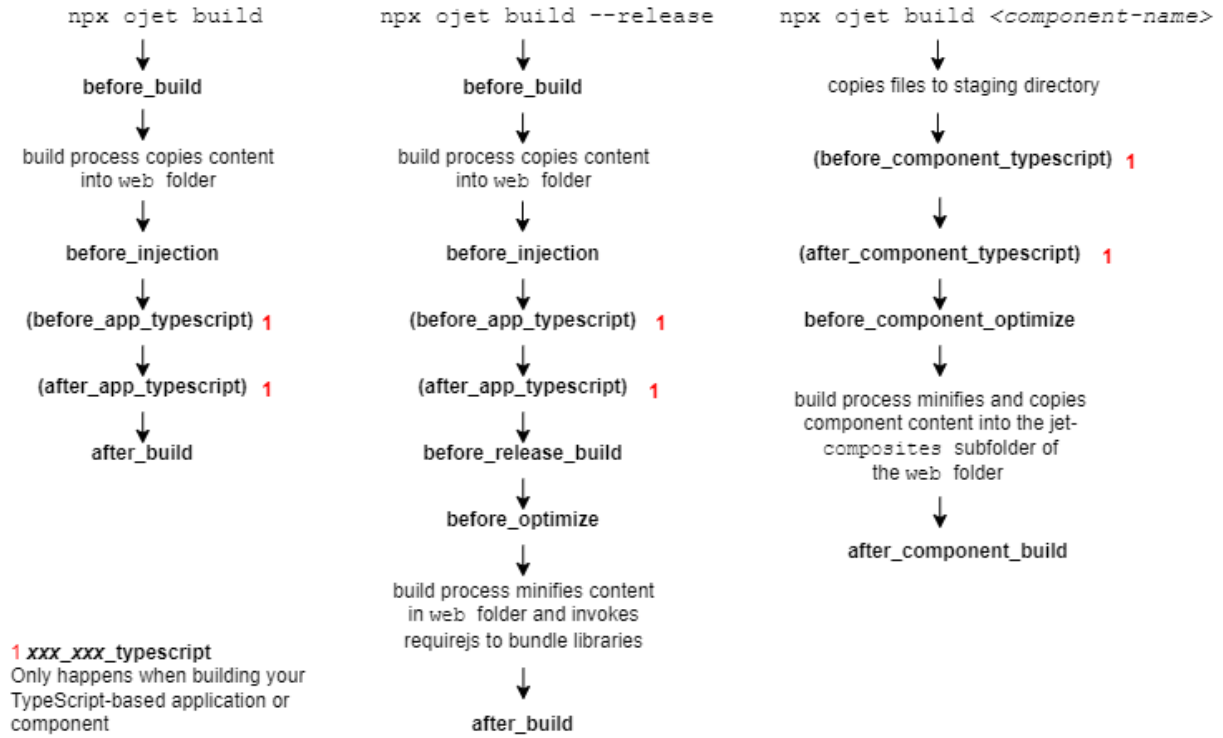 npx ojet build
before_build
build process copies content
into web folder
before_injection
(before_app_typescript) 1
(after_app_typescript) 1
after_build
1 xxx_xxx_typescript
Only happens when building your
TypeScript-based application or
component
npx ojet build --release
before_build
build process copies content
into web folder
before_injection
(before_app_typescript) 1
(after_app_typescript) 1
before_release_build
before_optimize
build process minifies content
in web folder and invokes
requirejs to bundle libraries
after_build
npx ojet build <component-name>
copies files to staging directory
(before_component_typescript) 1
(after_component_typescript) 1
before_component_optimize
build process minifies and copies
component content into the jet-
composites subfolder of
the web folder
after_component_build